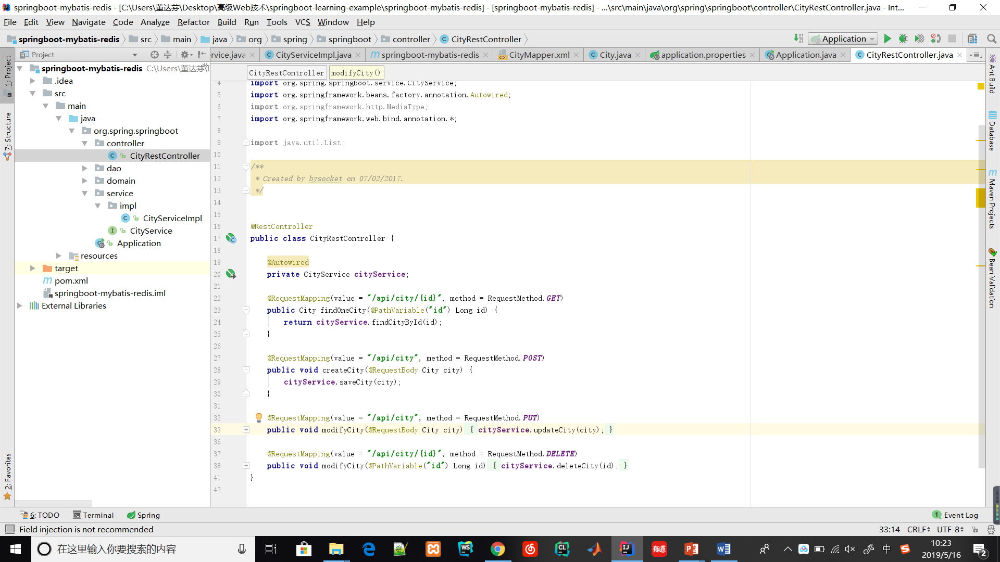 springboot-mybatis-redis - [C:\Users\董达芬\Desktop\高级Web技术\springboot-learning-example\springboot-mybatis-redis] - [springboot-mybatis-redis] - ...\src\main\java\org\spring\springboot\controller\CityRestController.java - Int...
File Edit View Navigate Code Analyze Refactor Build Run Tools VCS Window Help
springboot-mybatis-redis src main java org spring springboot controller CityRestController
Application
Project
rvice.java CityServiceImpl.java springboot-mybatis-redis CityMapper.xml City.java application.properties Application.java CityRestController.java
CityRestController modifyCity()
1: Project
7: Structure
2: Favorites
springboot-mybatis-redis C:\Users\董达芬\
.idea
src
main
java
org.spring.springboot
controller
CityRestController
dao
domain
service
impl
CityServiceImpl
CityService
Application
resources
target
pom.xml
springboot-mybatis-redis.iml
External Libraries
4 import org.spring.springboot.service.CityService;
5 import org.springframework.beans.factory.annotation.Autowired;
6 import org.springframework.http.MediaType;
7 import org.springframework.web.bind.annotation.*;
8
9 import java.util.List;
10
11 /**
12 * Created by bysocket on 07/02/2017.
13 */
14
15
16 @RestController
17 public class CityRestController {
18
19 @Autowired
20 private CityService cityService;
21
22 @RequestMapping(value = "/api/city/{id}", method = RequestMethod.GET)
23 public City findOneCity(@PathVariable("id") Long id) {
24 return cityService.findCityById(id);
25 }
26
27 @RequestMapping(value = "/api/city", method = RequestMethod.POST)
28 public void createCity(@RequestBody City city) {
29 cityService.saveCity(city);
30 }
31
32 @RequestMapping(value = "/api/city", method = RequestMethod.PUT)
33 public void modifyCity(@RequestBody City city) { cityService.updateCity(city); }
36
37 @RequestMapping(value = "/api/city/{id}", method = RequestMethod.DELETE)
38 public void modifyCity(@PathVariable("id") Long id) { cityService.deleteCity(id); }
41 }
42
Ant Build
Database
Maven Projects
Bean Validation
6: TODO Terminal Spring
1 Event Log
Field injection is not recommended
33:14 CRLF UTF-8
在这里输入你要搜索的内容
中
10:23
2019/5/16
2